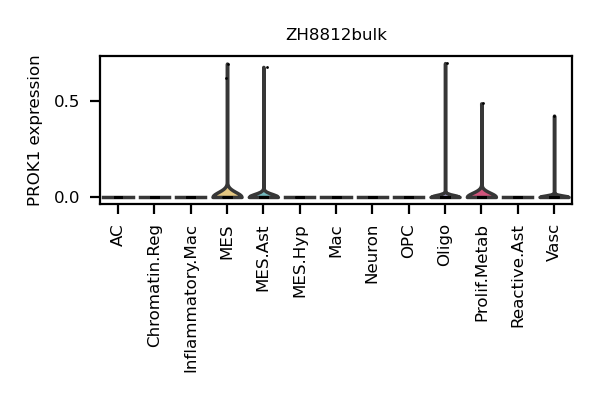 ZH8812bulk
PROK1 expression
0.5
0.0
AC
Chromatin.Reg
Inflammatory.Mac
MES
MES.Ast
MES.Hyp
Mac
Neuron
OPC
Oligo
Prolif.Metab
Reactive.Ast
Vasc